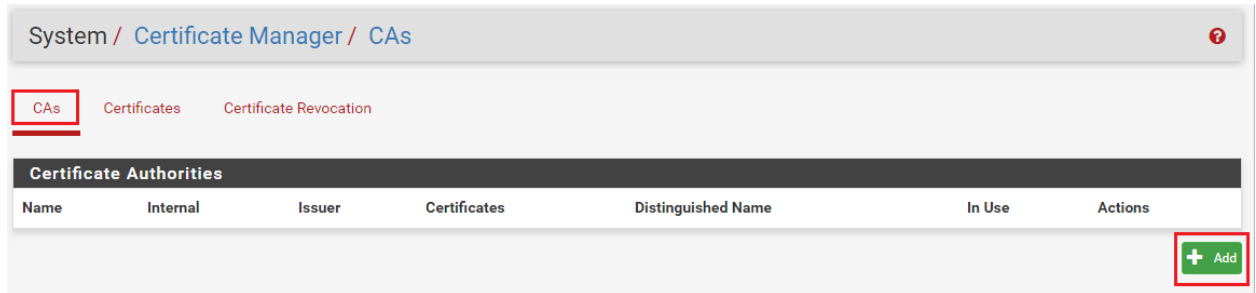 System / Certificate Manager / CAs
CAs Certificates Certificate Revocation
Certificate Authorities
Name Internal Issuer Certificates Distinguished Name In Use Actions
+ Add